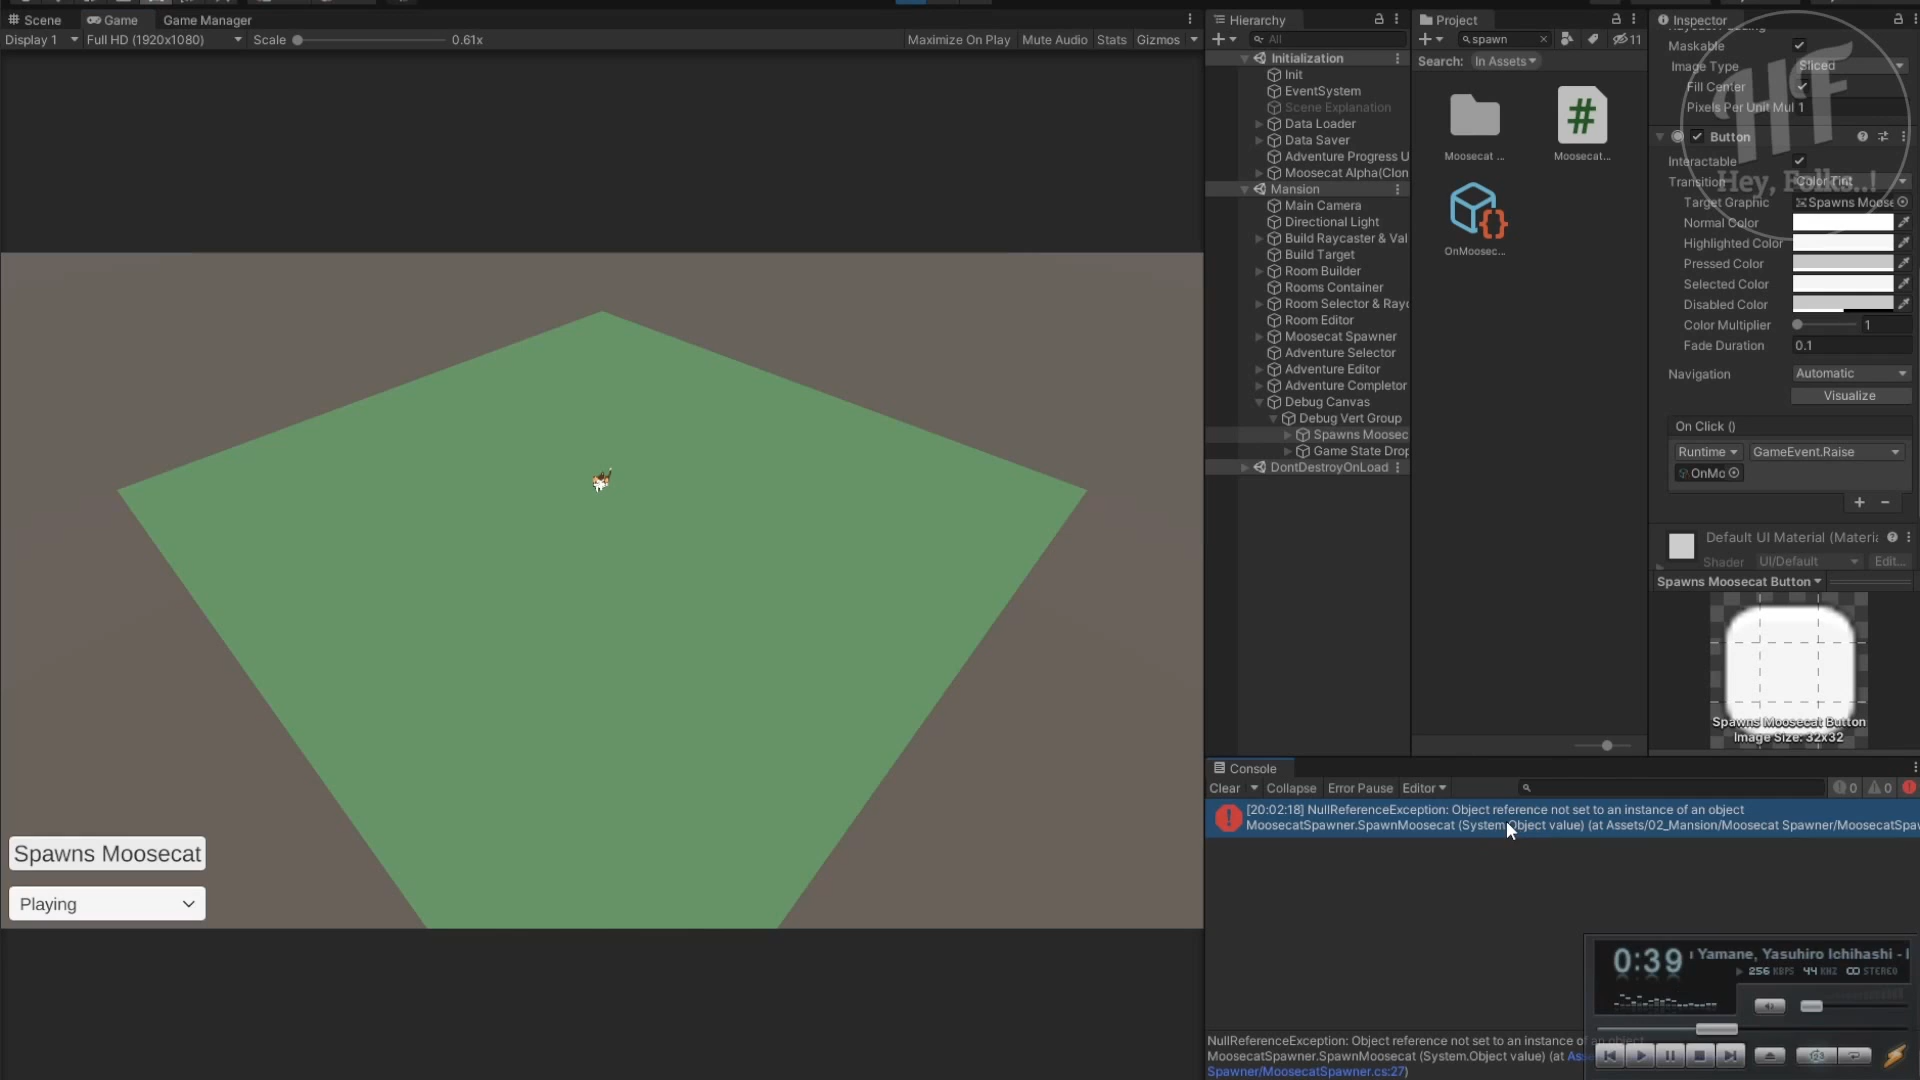 Scene
Game
Game Manager
Display 1
Full HD (1920x1080)
Scale
0.61x
Maximize On Play
Mute Audio
Stats
Gizmos
Spawns Moosecat
Playing
Hierarchy
All
Initialization
Init
EventSystem
Scene Explanation
Data Loader
Data Saver
Adventure Progress U
Moosecat Alpha(Clon
Mansion
Main Camera
Directional Light
Build Raycaster & Val
Build Target
Room Builder
Rooms Container
Room Selector & Rayc
Room Editor
Moosecat Spawner
Adventure Selector
Adventure Editor
Adventure Completor
Debug Canvas
Debug Vert Group
Spawns Moosec
Game State Drop
DontDestroyOnLoad
Project
spawn
11
Search:
In Assets
Moosecat ...
Moosecat...
OnMoosec...
Inspector
Maskable
Image Type
Sliced
Fill Center
Pixels Per Unit Mul 1
Button
Interactable
Transition
Color Tint
Target Graphic
Spawns Moose
Normal Color
Highlighted Color
Pressed Color
Selected Color
Disabled Color
Color Multiplier
1
Fade Duration
0.1
Navigation
Automatic
Visualize
On Click ()
Runtime
GameEvent.Raise
OnMo
+ -
Default UI Material (Materia
Shader
UI/Default
Edit...
Spawns Moosecat Button
Spawns Moosecat Button
Image Size: 32x32
HF
Hey, Folks..!
Console
Clear
Collapse
Error Pause
Editor
0
0
[20:02:18] NullReferenceException: Object reference not set to an instance of an object
MoosecatSpawner.SpawnMoosecat (System.Object value) (at Assets/02_Mansion/Moosecat Spawner/MoosecatSpaw
NullReferenceException: Object reference not set to an instance of an object
MoosecatSpawner.SpawnMoosecat (System.Object value) (at Ass
Spawner/MoosecatSpawner.cs:27)
0:39
Yamane, Yasuhiro Ichihashi -
256 KBPS 44 KHZ STEREO